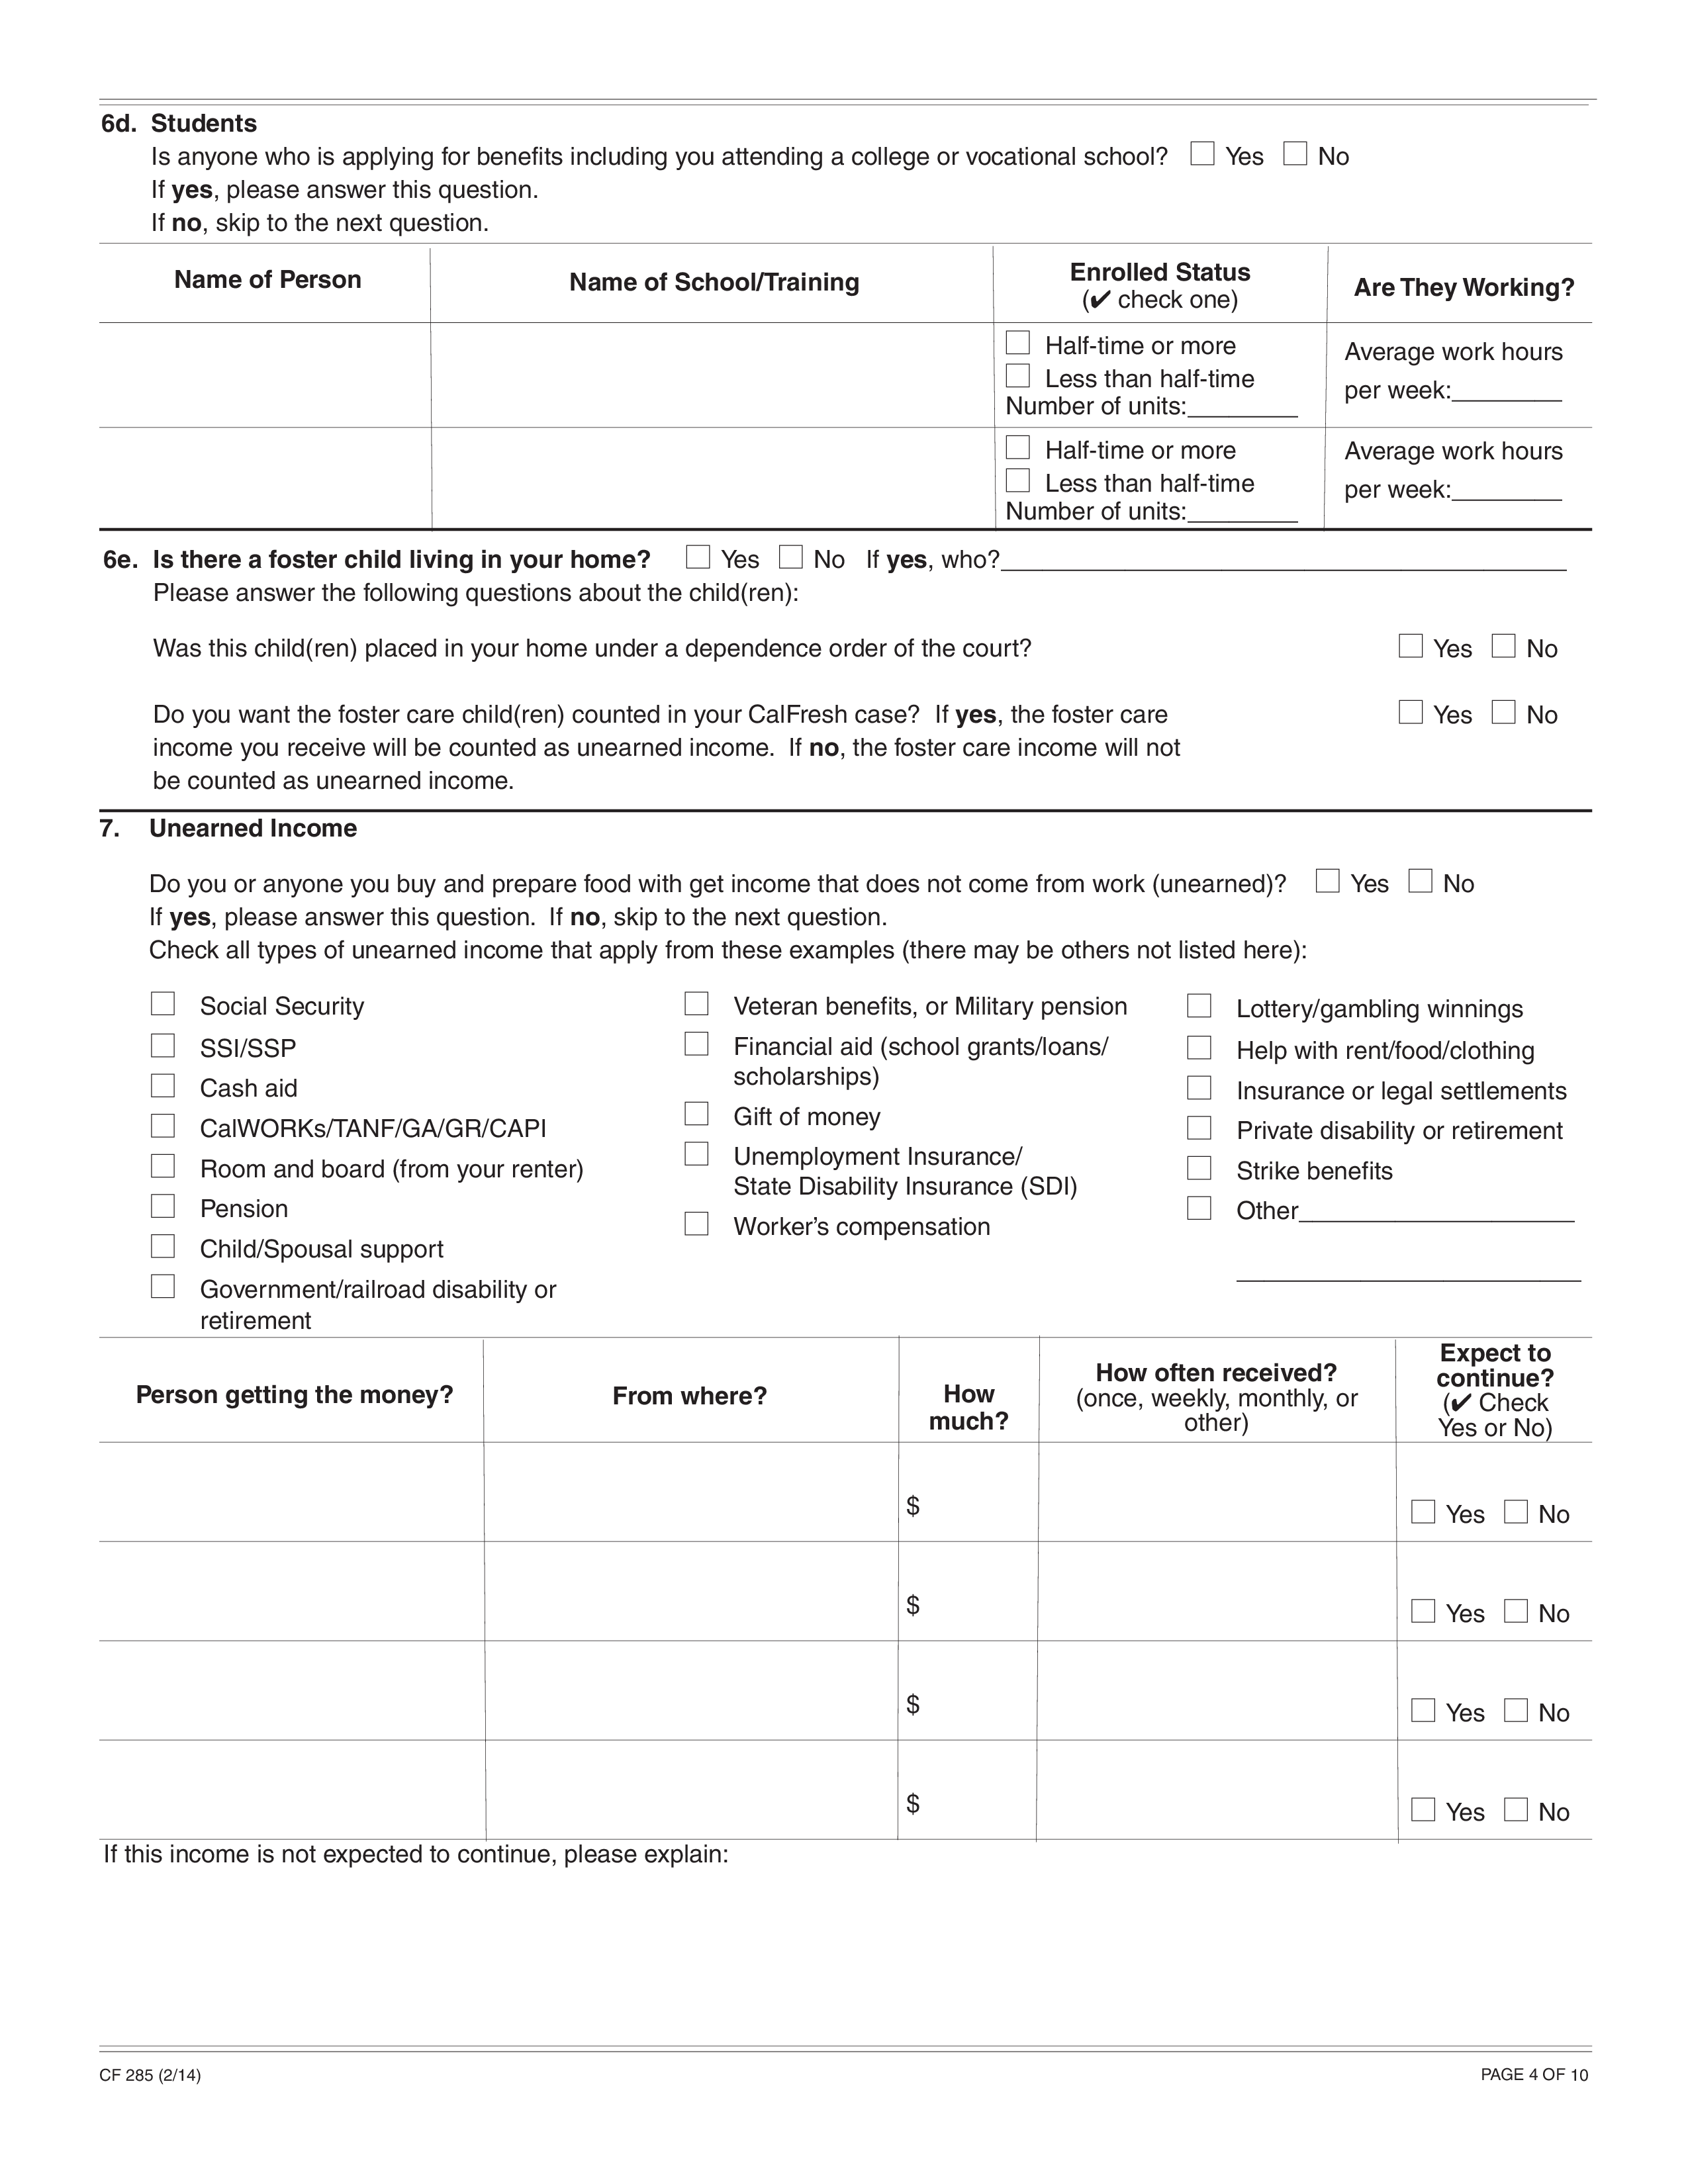 6d. Students
Is anyone who is applying for benefits including you attending a college or vocational school? Yes No
If yes, please answer this question.
If no, skip to the next question.
Name of Person Name of School/Training Enrolled Status (✔ check one) Are They Working?
Half-time or more
Less than half-time
Number of units:________
Average work hours
per week:________
Half-time or more
Less than half-time
Number of units:________
Average work hours
per week:________
6e. Is there a foster child living in your home? Yes No If yes, who?________________________________________
Please answer the following questions about the child(ren):
Was this child(ren) placed in your home under a dependence order of the court? Yes No
Do you want the foster care child(ren) counted in your CalFresh case? If yes, the foster care Yes No
income you receive will be counted as unearned income. If no, the foster care income will not
be counted as unearned income.
7. Unearned Income
Do you or anyone you buy and prepare food with get income that does not come from work (unearned)? Yes No
If yes, please answer this question. If no, skip to the next question.
Check all types of unearned income that apply from these examples (there may be others not listed here):
Social Security
SSI/SSP
Cash aid
CalWORKs/TANF/GA/GR/CAPI
Room and board (from your renter)
Pension
Child/Spousal support
Government/railroad disability or
retirement
Veteran benefits, or Military pension
Financial aid (school grants/loans/
scholarships)
Gift of money
Unemployment Insurance/
State Disability Insurance (SDI)
Worker's compensation
Lottery/gambling winnings
Help with rent/food/clothing
Insurance or legal settlements
Private disability or retirement
Strike benefits
Other____________________
_________________________
Person getting the money?
From where?
How
much?
How often received?
(once, weekly, monthly, or
other)
Expect to
continue?
(✔ Check
Yes or No)
$ Yes No
$ Yes No
$ Yes No
$ Yes No
If this income is not expected to continue, please explain:
CF 285 (2/14) PAGE 4 OF 10